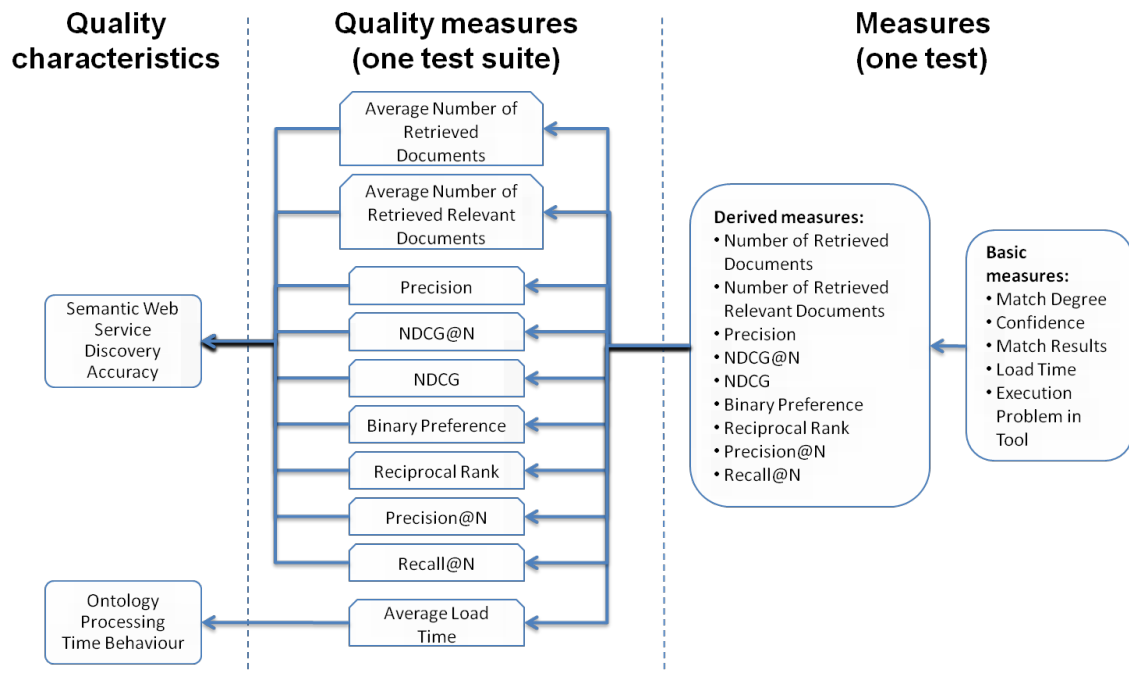 Quality
characteristics
Quality measures
(one test suite)
Measures
(one test)
Average Number of
Retrieved
Documents
Average Number of
Retrieved Relevant
Documents
Precision
NDCG@N
NDCG
Binary Preference
Reciprocal Rank
Precision@N
Recall@N
Average Load
Time
Semantic Web
Service
Discovery
Accuracy
Ontology
Processing
Time Behaviour
Derived measures:
• Number of Retrieved
Documents
• Number of Retrieved
Relevant Documents
• Precision
• NDCG@N
• NDCG
• Binary Preference
• Reciprocal Rank
• Precision@N
• Recall@N
Basic
measures:
• Match Degree
• Confidence
• Match Results
• Load Time
• Execution
Problem in
Tool